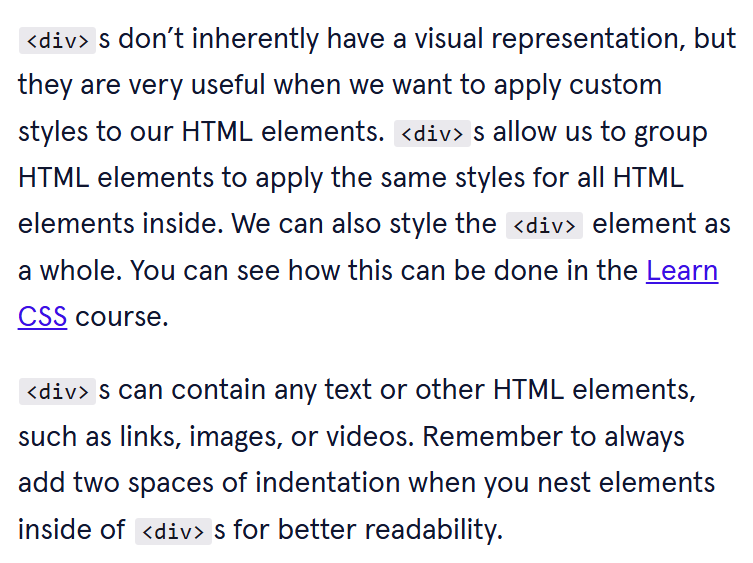 <div>s don’t inherently have a visual representation, but
they are very useful when we want to apply custom
styles to our HTML elements. <div>s allow us to group
HTML elements to apply the same styles for all HTML
elements inside. We can also style the <div> element as
a whole. You can see how this can be done in the Learn
CSS course.
<div>s can contain any text or other HTML elements,
such as links, images, or videos. Remember to always
add two spaces of indentation when you nest elements
inside of <div>s for better readability.